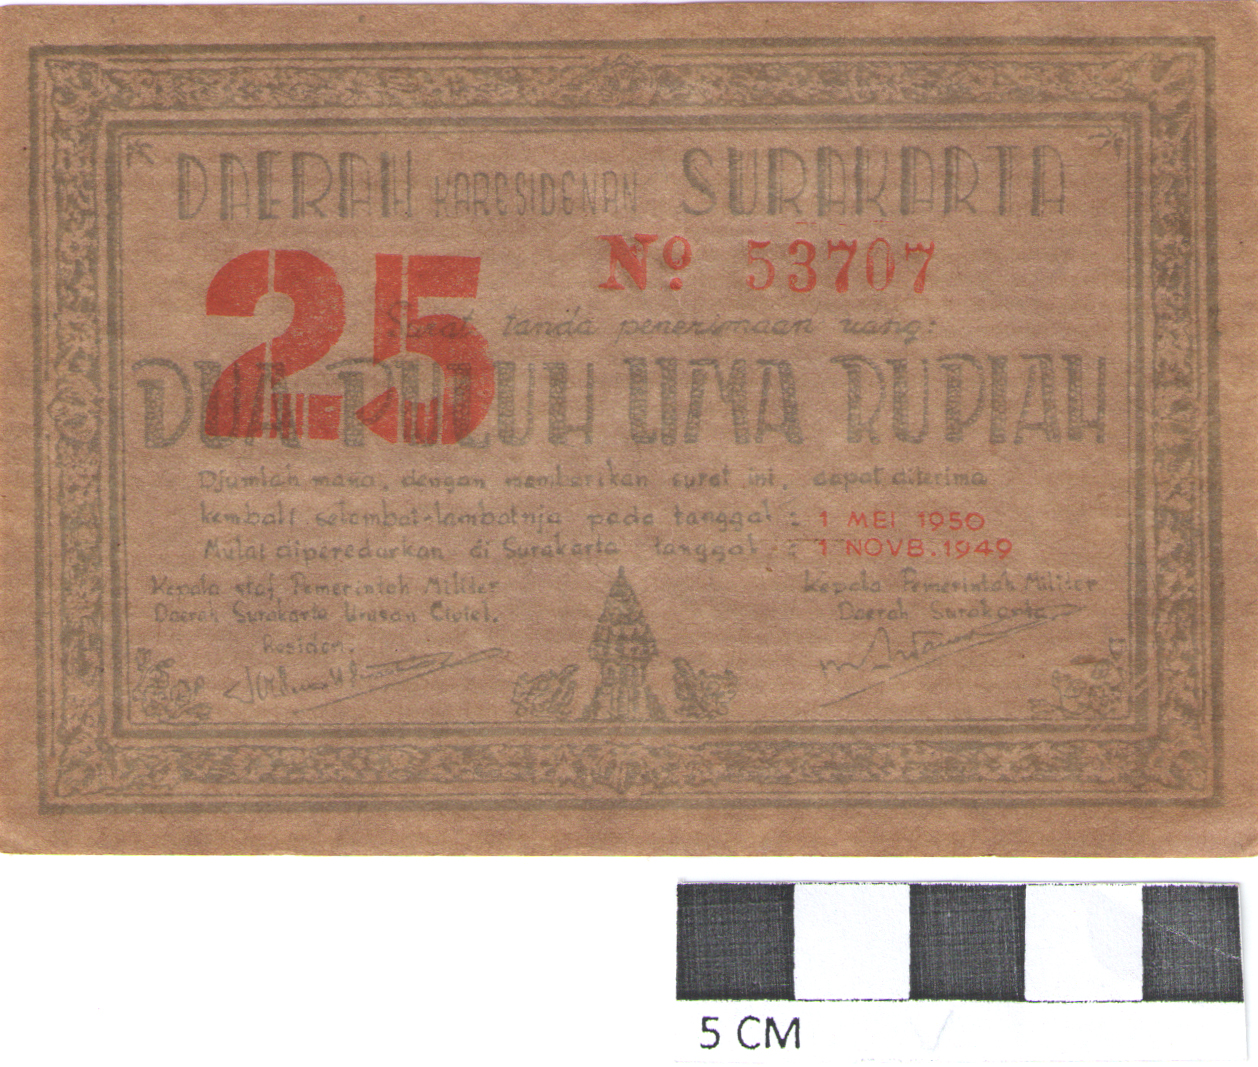 DAERAH KARESIDENAN SURAKARTA
25
No 53707
Surat tanda penerimaan uang:
DUA PULUH LIMA RUPIAH
Djumlah mana, dengan memberikan surat ini, dapat diterima
kembali selambat-lambatnja pada tanggal : 1 MEI 1950
Mulai diperedarkan di Surakarta tanggal : 1 NOVB. 1949
Kepala staf Pemerintah Militer
Daerah Surakarta Urusan Civiel.
Residen.
Kepala Pemerintah Militer
Daerah Surakarta
5 CM